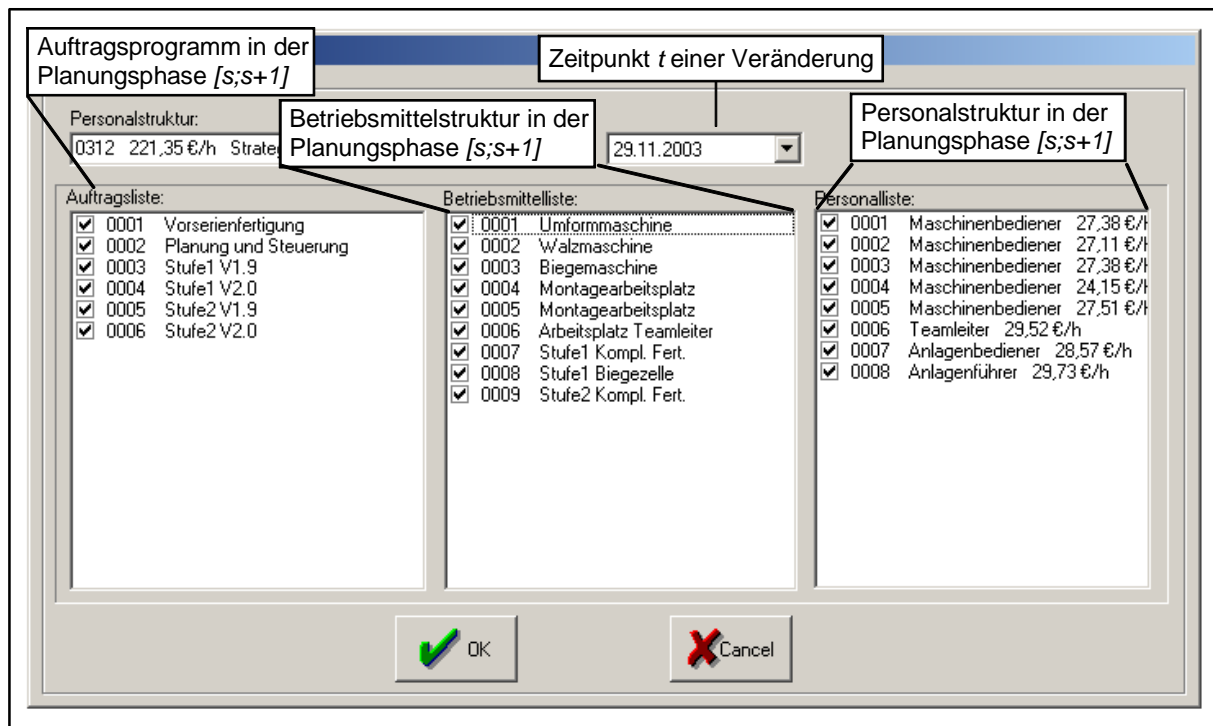 Auftragsprogramm in der
Planungsphase [s;s+1]
Zeitpunkt t einer Veränderung
Betriebsmittelstruktur in der
Planungsphase [s;s+1]
Personalstruktur in der
Planungsphase [s;s+1]
Personalstruktur:
0312 221,35 €/h
29.11.2003
Auftragsliste:
0001 Vorserienfertigung
0002 Planung und Steuerung
0003 Stufe1 V1.9
0004 Stufe1 V2.0
0005 Stufe2 V1.9
0006 Stufe2 V2.0
Betriebsmittelliste:
0001 Umformmaschine
0002 Walzmaschine
0003 Biegemaschine
0004 Montagearbeitsplatz
0005 Montagearbeitsplatz
0006 Arbeitsplatz Teamleiter
0007 Stufe1 Kompl. Fert.
0008 Stufe1 Biegezelle
0009 Stufe2 Kompl. Fert.
Personalliste:
0001 Maschinenbediener 27,38 €/h
0002 Maschinenbediener 27,11 €/h
0003 Maschinenbediener 27,38 €/h
0004 Maschinenbediener 24,15 €/h
0005 Maschinenbediener 27,51 €/h
0006 Teamleiter 29,52 €/h
0007 Anlagenbediener 28,57 €/h
0008 Anlagenführer 29,73 €/h
OK
Cancel